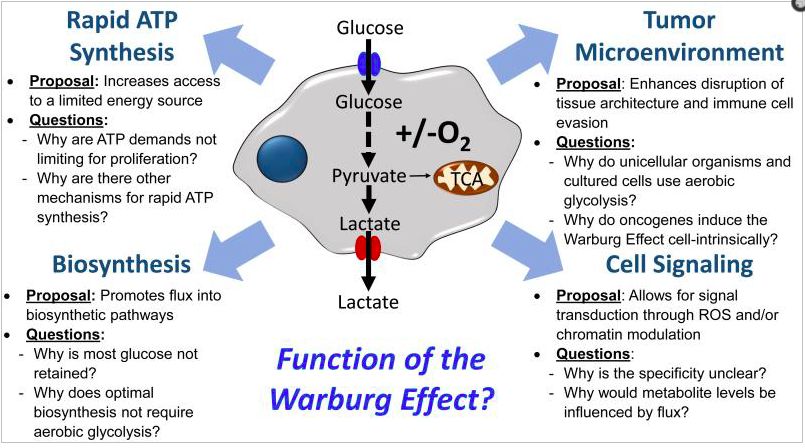 Rapid ATP
Synthesis
• Proposal: Increases access
to a limited energy source
• Questions:
- Why are ATP demands not
limiting for proliferation?
- Why are there other
mechanisms for rapid ATP
synthesis?
Glucose
Glucose
+/-O₂
Pyruvate
TCA
Lactate
Lactate
Tumor
Microenvironment
• Proposal: Enhances disruption of
tissue architecture and immune cell
evasion
• Questions:
- Why do unicellular organisms and
cultured cells use aerobic
glycolysis?
- Why do oncogenes induce the
Warburg Effect cell-intrinsically?
Biosynthesis
• Proposal: Promotes flux into
biosynthetic pathways
• Questions:
- Why is most glucose not
retained?
- Why does optimal
biosynthesis not require
aerobic glycolysis?
Function of the
Warburg Effect?
Cell Signaling
• Proposal: Allows for signal
transduction through ROS and/or
chromatin modulation
• Questions:
- Why is the specificity unclear?
- Why would metabolite levels be
influenced by flux?